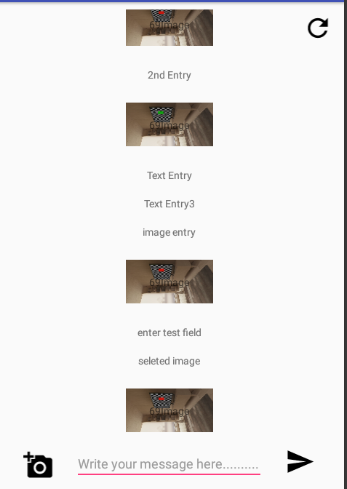 2nd Entry
Text Entry
Text Entry3
image entry
enter test field
seleted image
Write your message here..........